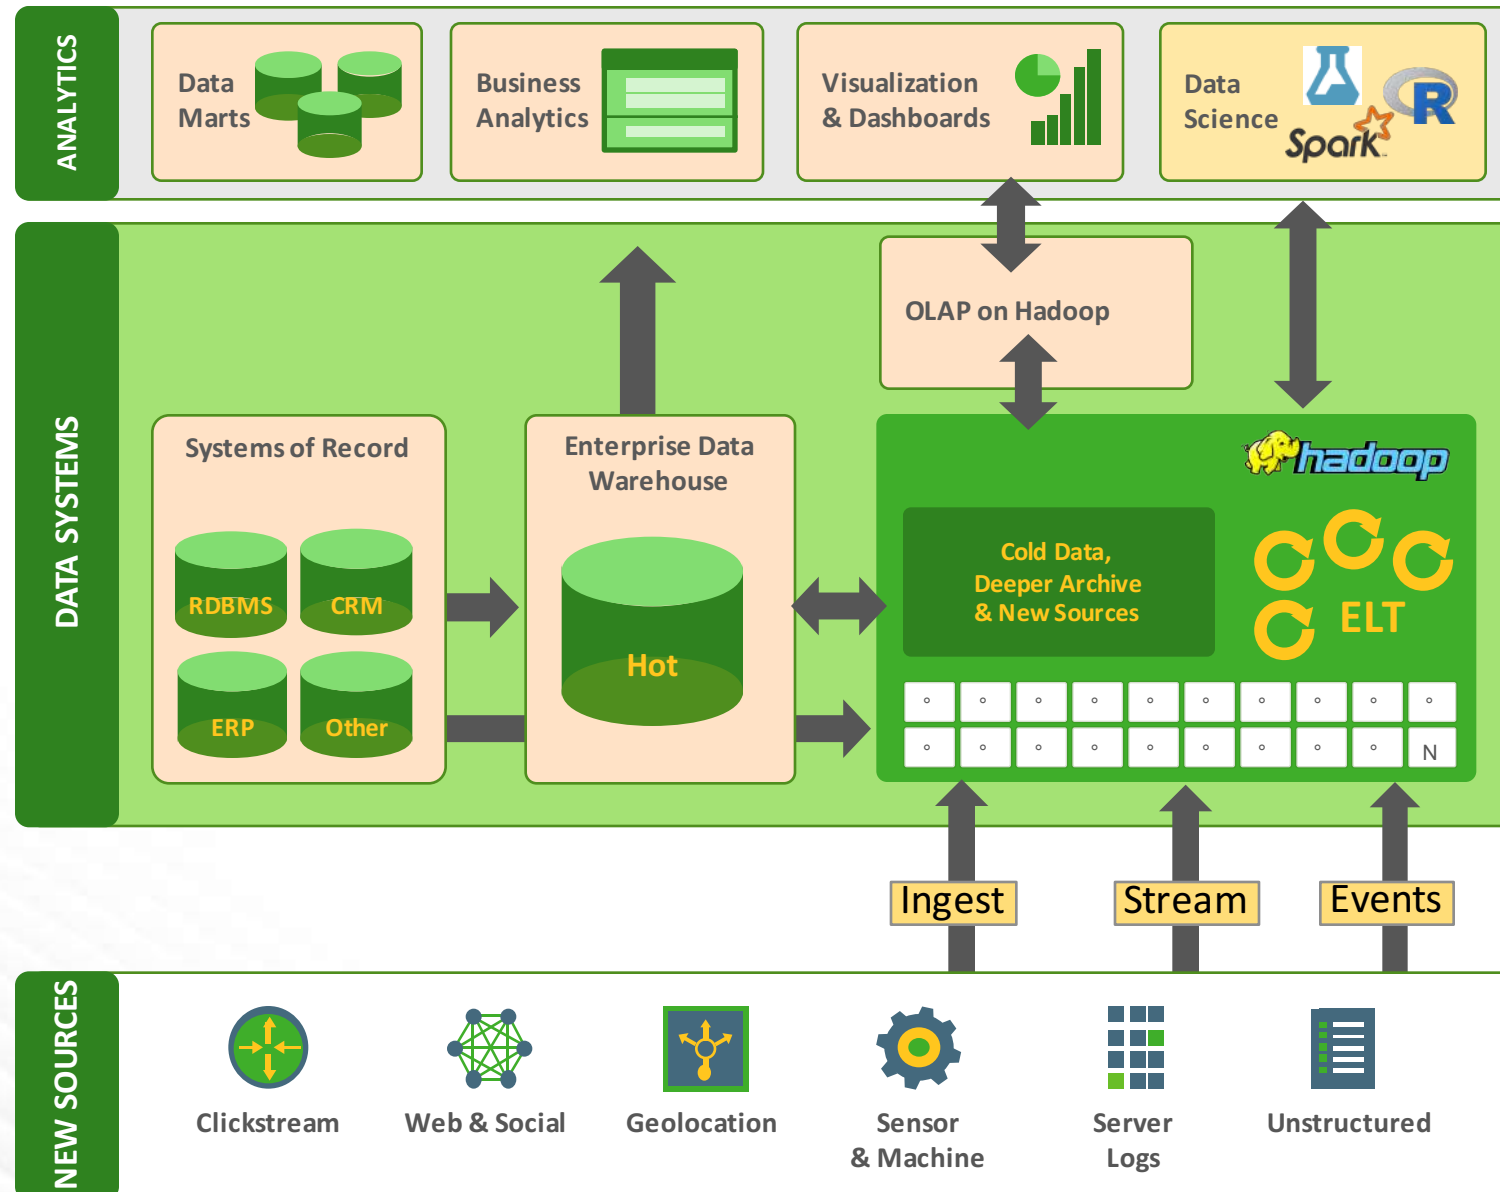 ANALYTICS
Data
Marts
Business
Analytics
Visualization
& Dashboards
Data
Science
R
Spark
DATA SYSTEMS
OLAP on Hadoop
Systems of Record
RDBMS
CRM
ERP
Other
Enterprise Data
Warehouse
Hot
hadoop
Cold Data,
Deeper Archive
& New Sources
ELT
N
Ingest
Stream
Events
NEW SOURCES
Clickstream
Web & Social
Geolocation
Sensor
& Machine
Server
Logs
Unstructured